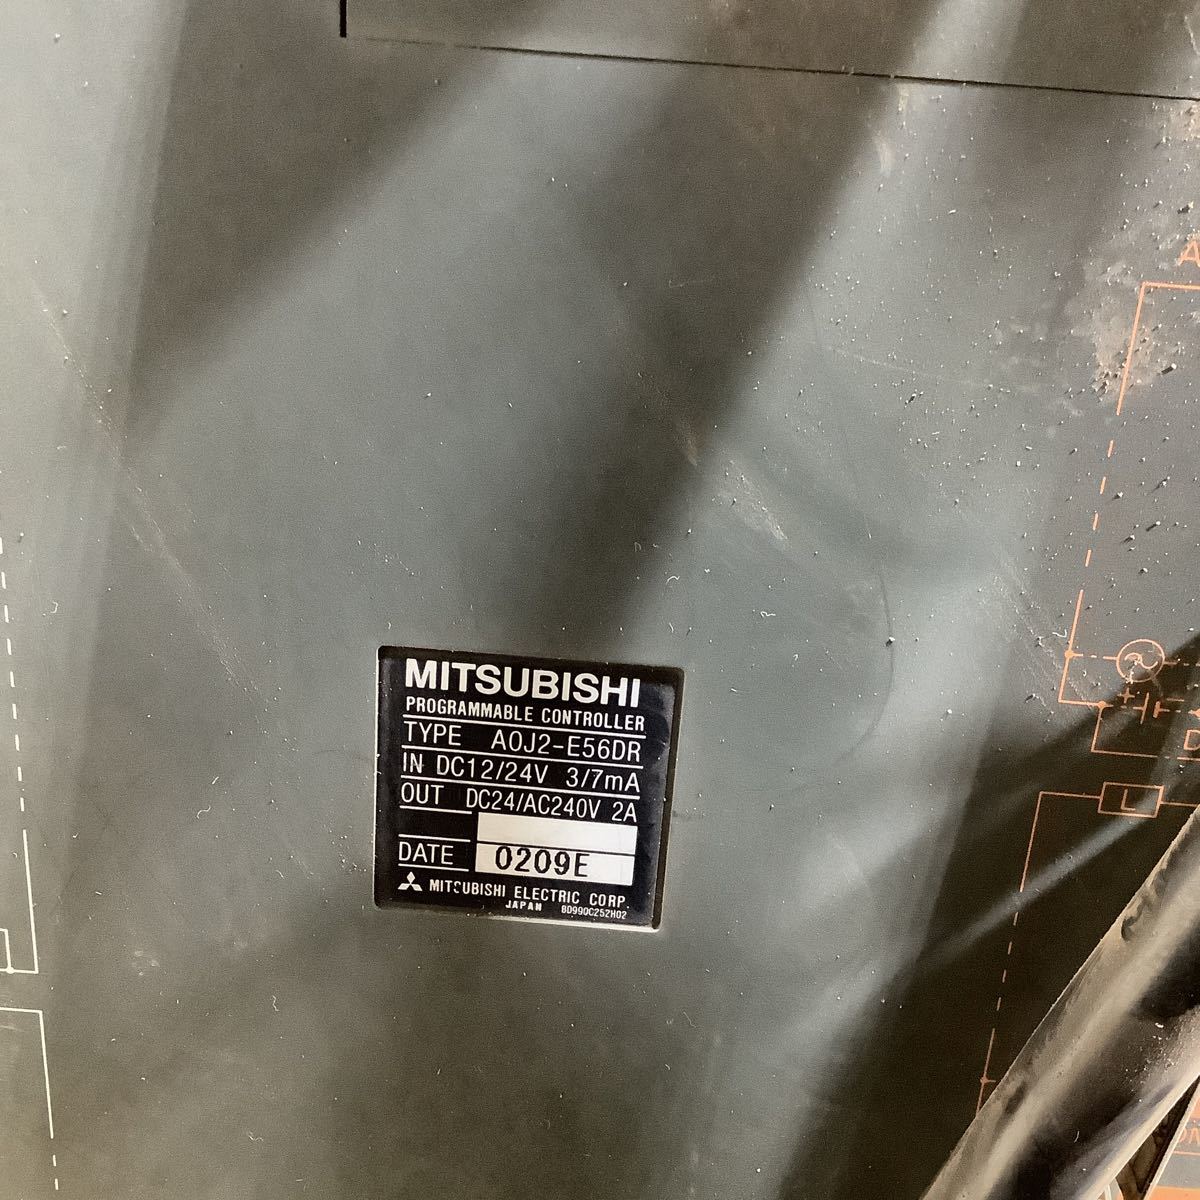 MITSUBISHI
PROGRAMMABLE CONTROLLER
TYPE A0J2-E56DR
IN DC12/24V 3/7mA
OUT DC24/AC240V 2A
DATE 0209E
MITSUBISHI ELECTRIC CORP.
JAPAN BD990C252H02
A
+
D
L